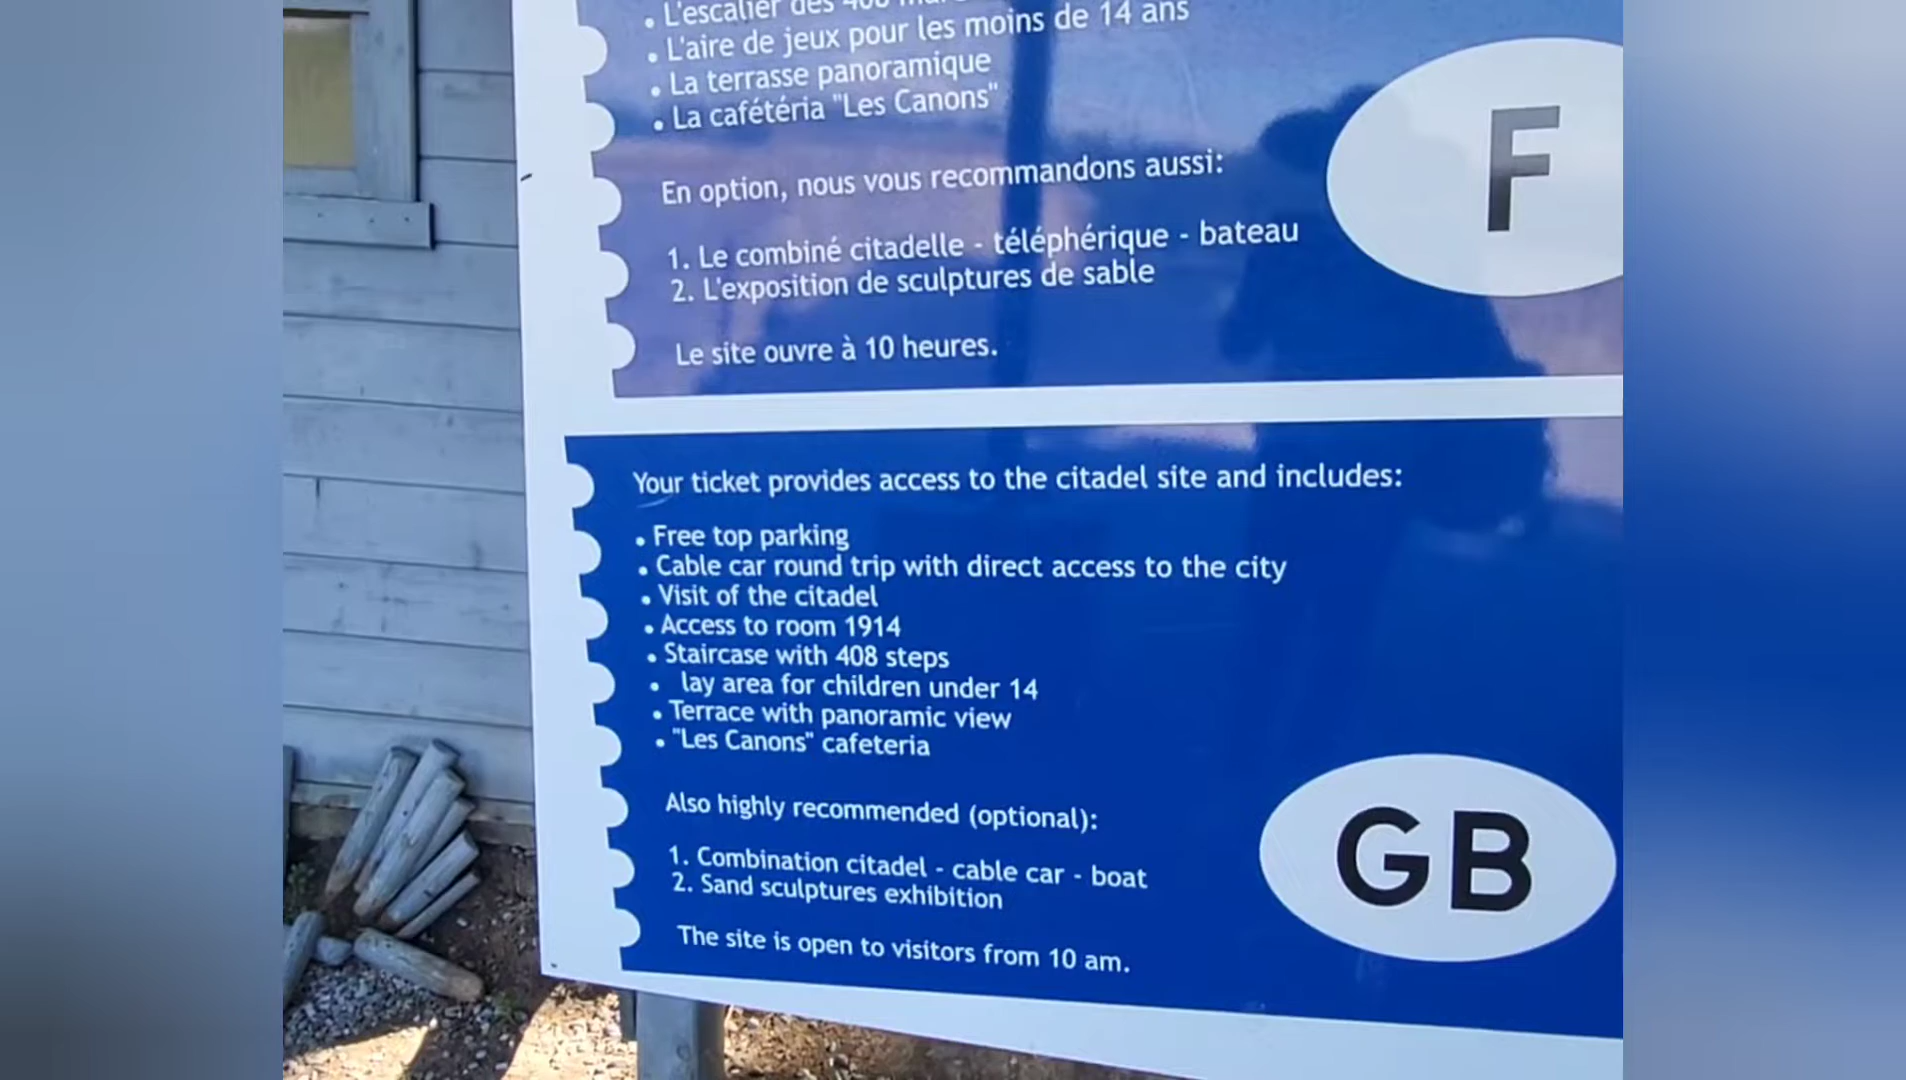 • L'escalier des 408
• L'aire de jeux pour les moins de 14 ans
• La terrasse panoramique
• La cafétéria "Les Canons"
En option, nous vous recommandons aussi:
1. Le combiné citadelle - téléphérique - bateau
2. L'exposition de sculptures de sable
Le site ouvre à 10 heures.
F
Your ticket provides access to the citadel site and includes:
• Free top parking
• Cable car round trip with direct access to the city
• Visit of the citadel
• Access to room 1914
• Staircase with 408 steps
• lay area for children under 14
• Terrace with panoramic view
• "Les Canons" cafeteria
Also highly recommended (optional):
1. Combination citadel - cable car - boat
2. Sand sculptures exhibition
The site is open to visitors from 10 am.
GB